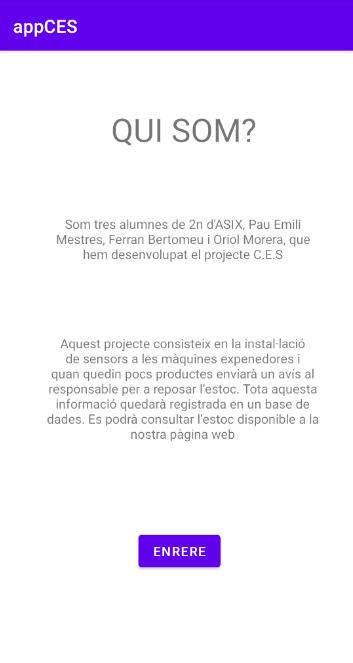 appCES
QUI SOM?
Som tres alumnes de 2n d'ASIX, Pau Emili
Mestres, Ferran Bertomeu i Oriol Morera, que
hem desenvolupat el projecte C.E.S
Aquest projecte consisteix en la instal·lació
de sensors a les màquines expenedores i
quan quedin pocs productes enviarà un avís al
responsable per a reposar l'estoc. Tota aquesta
informació quedarà registrada en un base de
dades. Es podrà consultar l'estoc disponible a la
nostra pàgina web
ENRERE